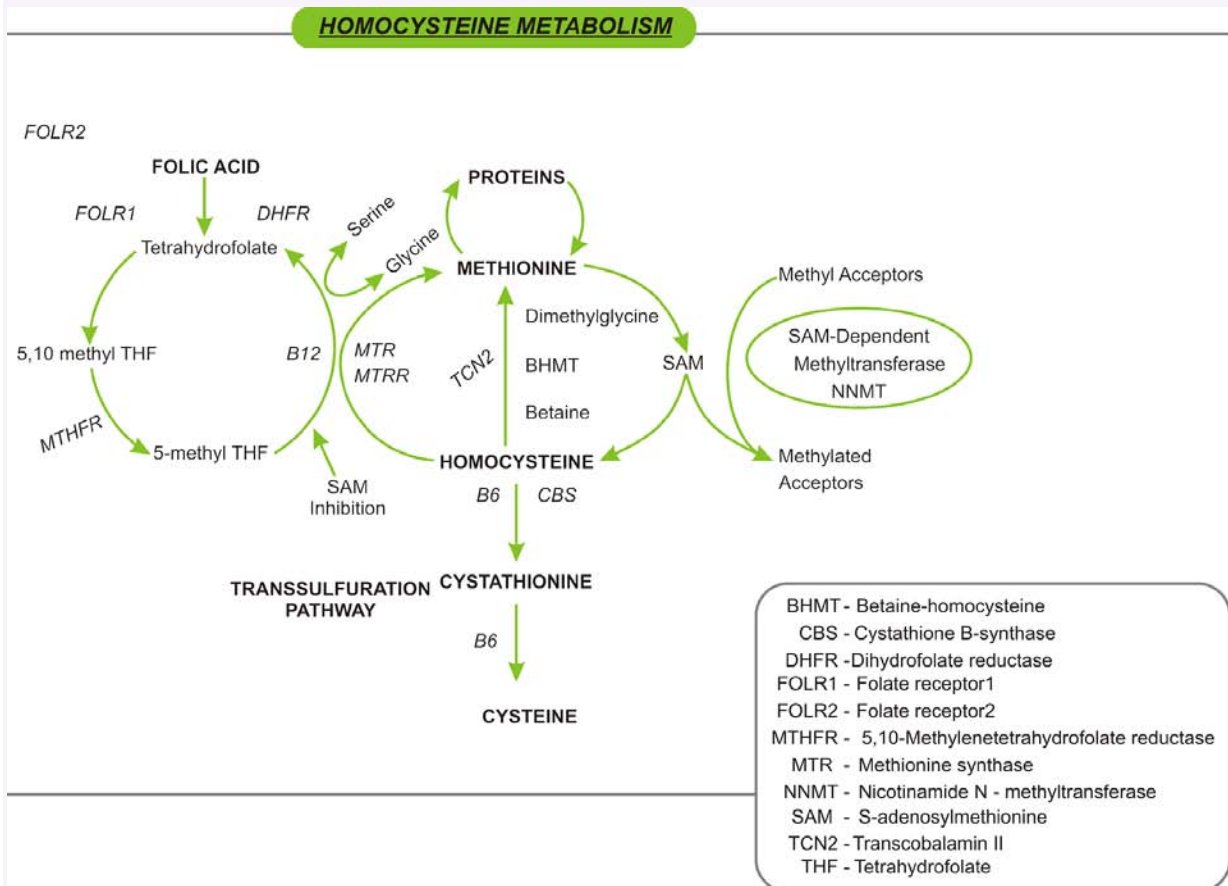 HOMOCYSTEINE METABOLISM
FOLR2
FOLIC ACID
FOLR1
DHFR
Tetrahydrofolate
Serine
Glycine
PROTEINS
METHIONINE
Methyl Acceptors
5,10 methyl THF
B12
MTR
MTRR
TCN2
Dimethylglycine
BHMT
Betaine
SAM
SAM-Dependent
Methyltransferase
NNMT
MTHFR
5-methyl THF
HOMOCYSTEINE
Methylated
Acceptors
SAM
Inhibition
B6
CBS
TRANSSULFURATION
PATHWAY
CYSTATHIONINE
B6
CYSTEINE
BHMT - Betaine-homocysteine
CBS - Cystathione B-synthase
DHFR -Dihydrofolate reductase
FOLR1 - Folate receptor1
FOLR2 - Folate receptor2
MTHFR - 5,10-Methylenetetrahydrofolate reductase
MTR - Methionine synthase
NNMT - Nicotinamide N - methyltransferase
SAM - S-adenosylmethionine
TCN2 - Transcobalamin II
THF - Tetrahydrofolate